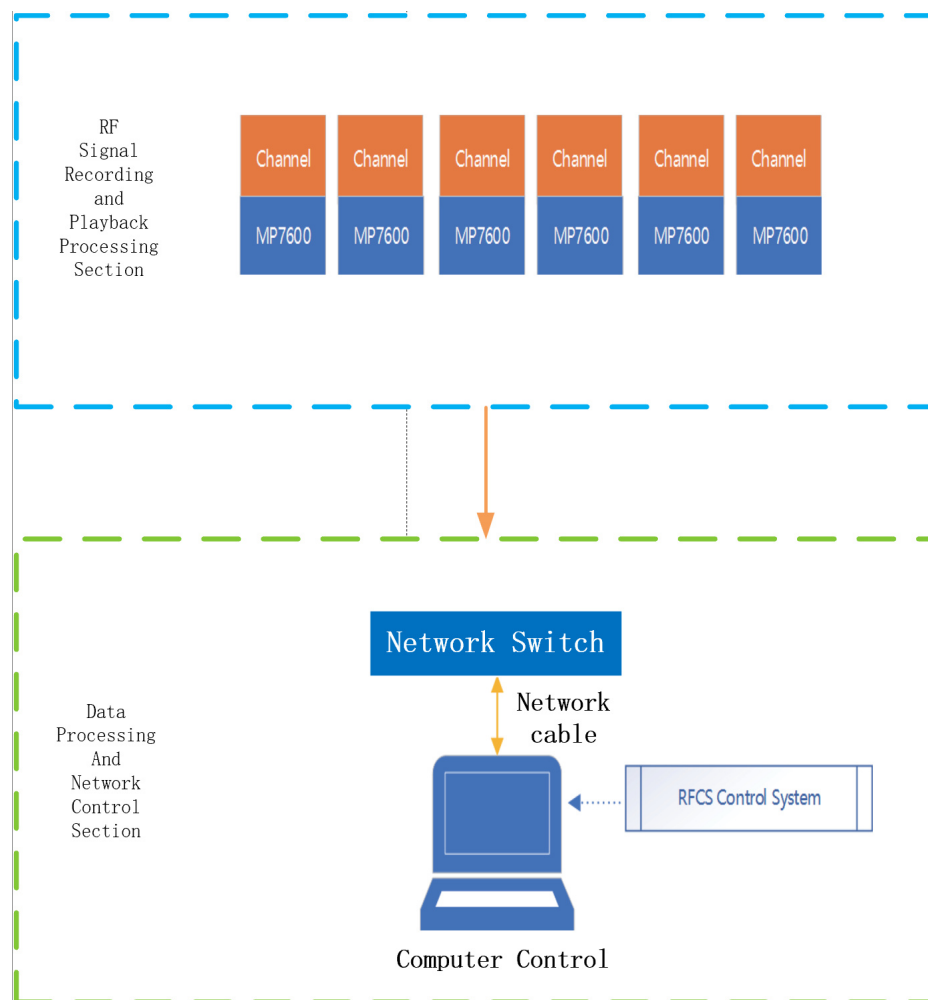 RF
Signal
Recording
and
Playback
Processing
Section
Channel Channel Channel Channel Channel Channel
MP7600 MP7600 MP7600 MP7600 MP7600 MP7600
Network Switch
Network
cable
Data
Processing
And
Network
Control
Section
RFCS Control System
Computer Control